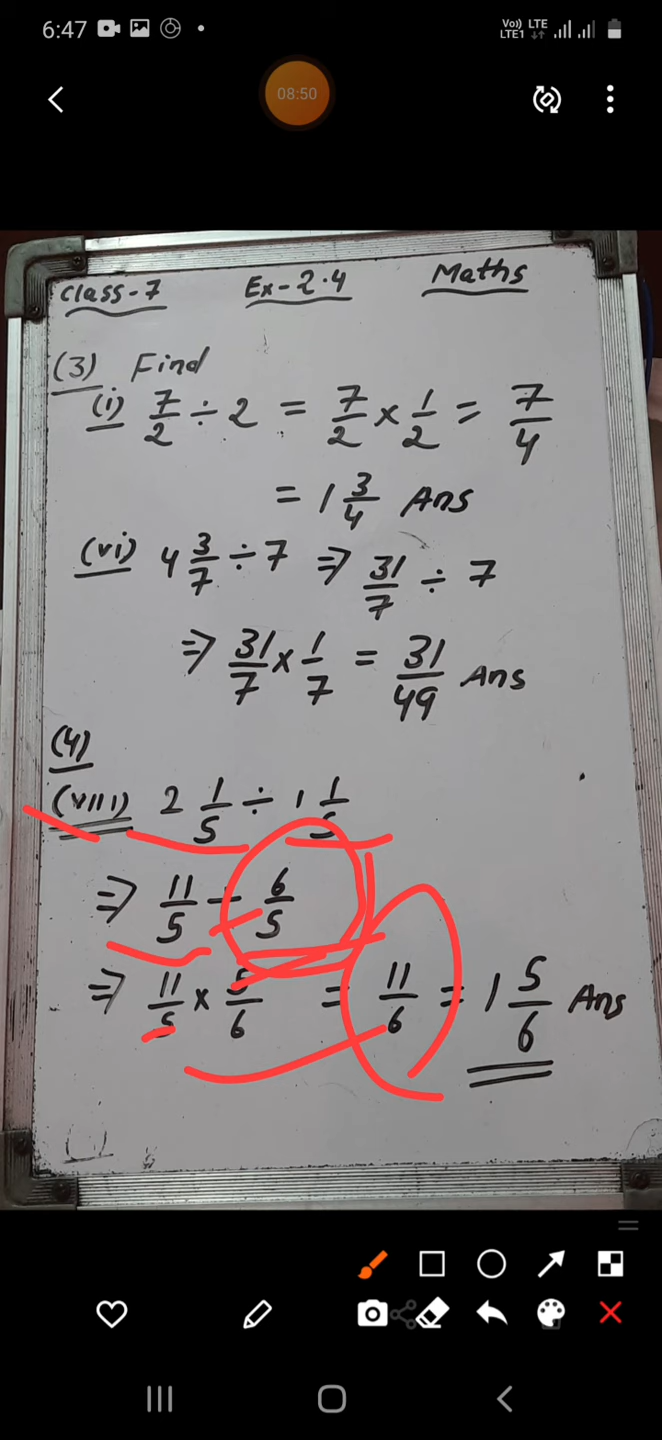 6:47
Vo)) LTE
LTE1
08:50
Class-7 Ex-2.4 Maths
(3) Find
(i) 7/2 ÷ 2 = 7/2 × 1/2 = 7/4
= 1 3/4 Ans
(vi) 4 3/7 ÷ 7 ⇒ 31/7 ÷ 7
⇒ 31/7 × 1/7 = 31/49 Ans
(4)
(VIII) 2 1/5 ÷ 1 1/5
⇒ 11/5 ÷ 6/5
⇒ 11/5 × 5/6 = 11/6 = 1 5/6 Ans